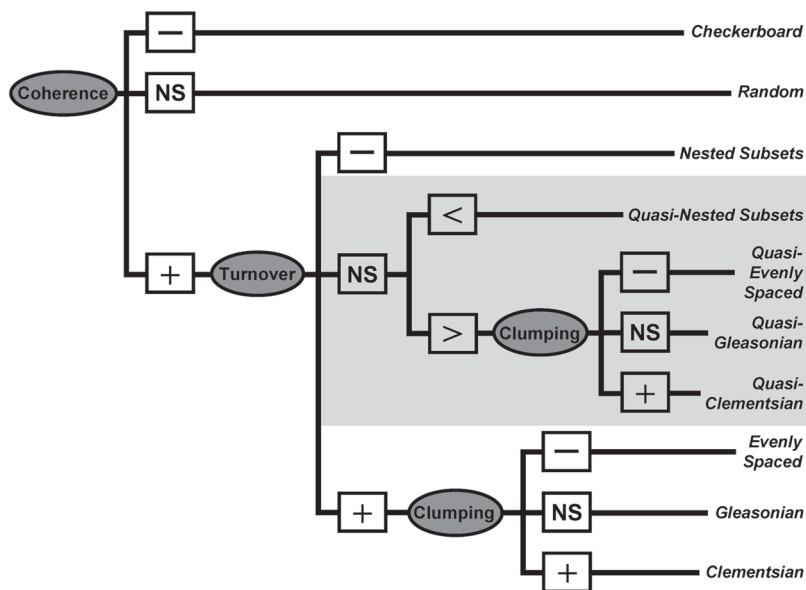 −
Checkerboard
Coherence
NS
Random
−
Nested Subsets
<
Quasi-Nested Subsets
Quasi-
Evenly
Spaced
−
+
Turnover
NS
>
Clumping
NS
Quasi-
Gleasonian
+
Quasi-
Clementsian
−
Evenly
Spaced
+
Clumping
NS
Gleasonian
+
Clementsian